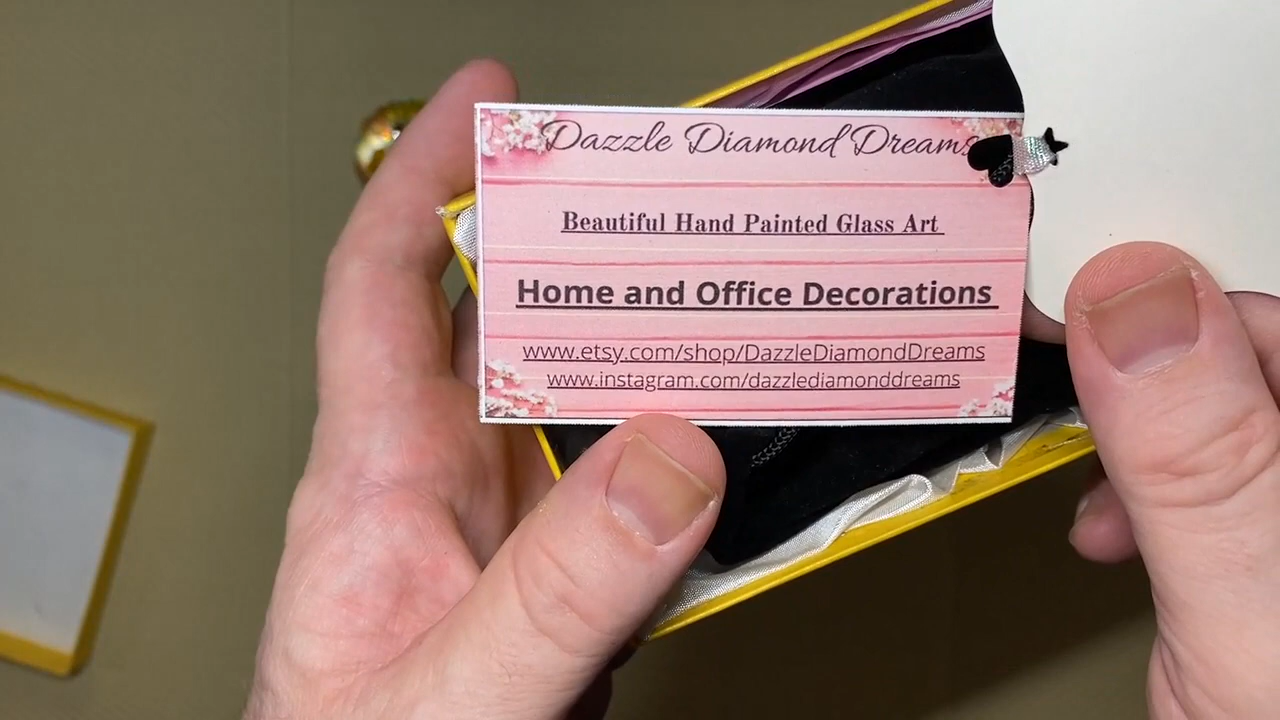 Dazzle Diamond Dreams
Beautiful Hand Painted Glass Art
Home and Office Decorations
www.etsy.com/shop/DazzleDiamondDreams
www.instagram.com/dazzlediamonddreams